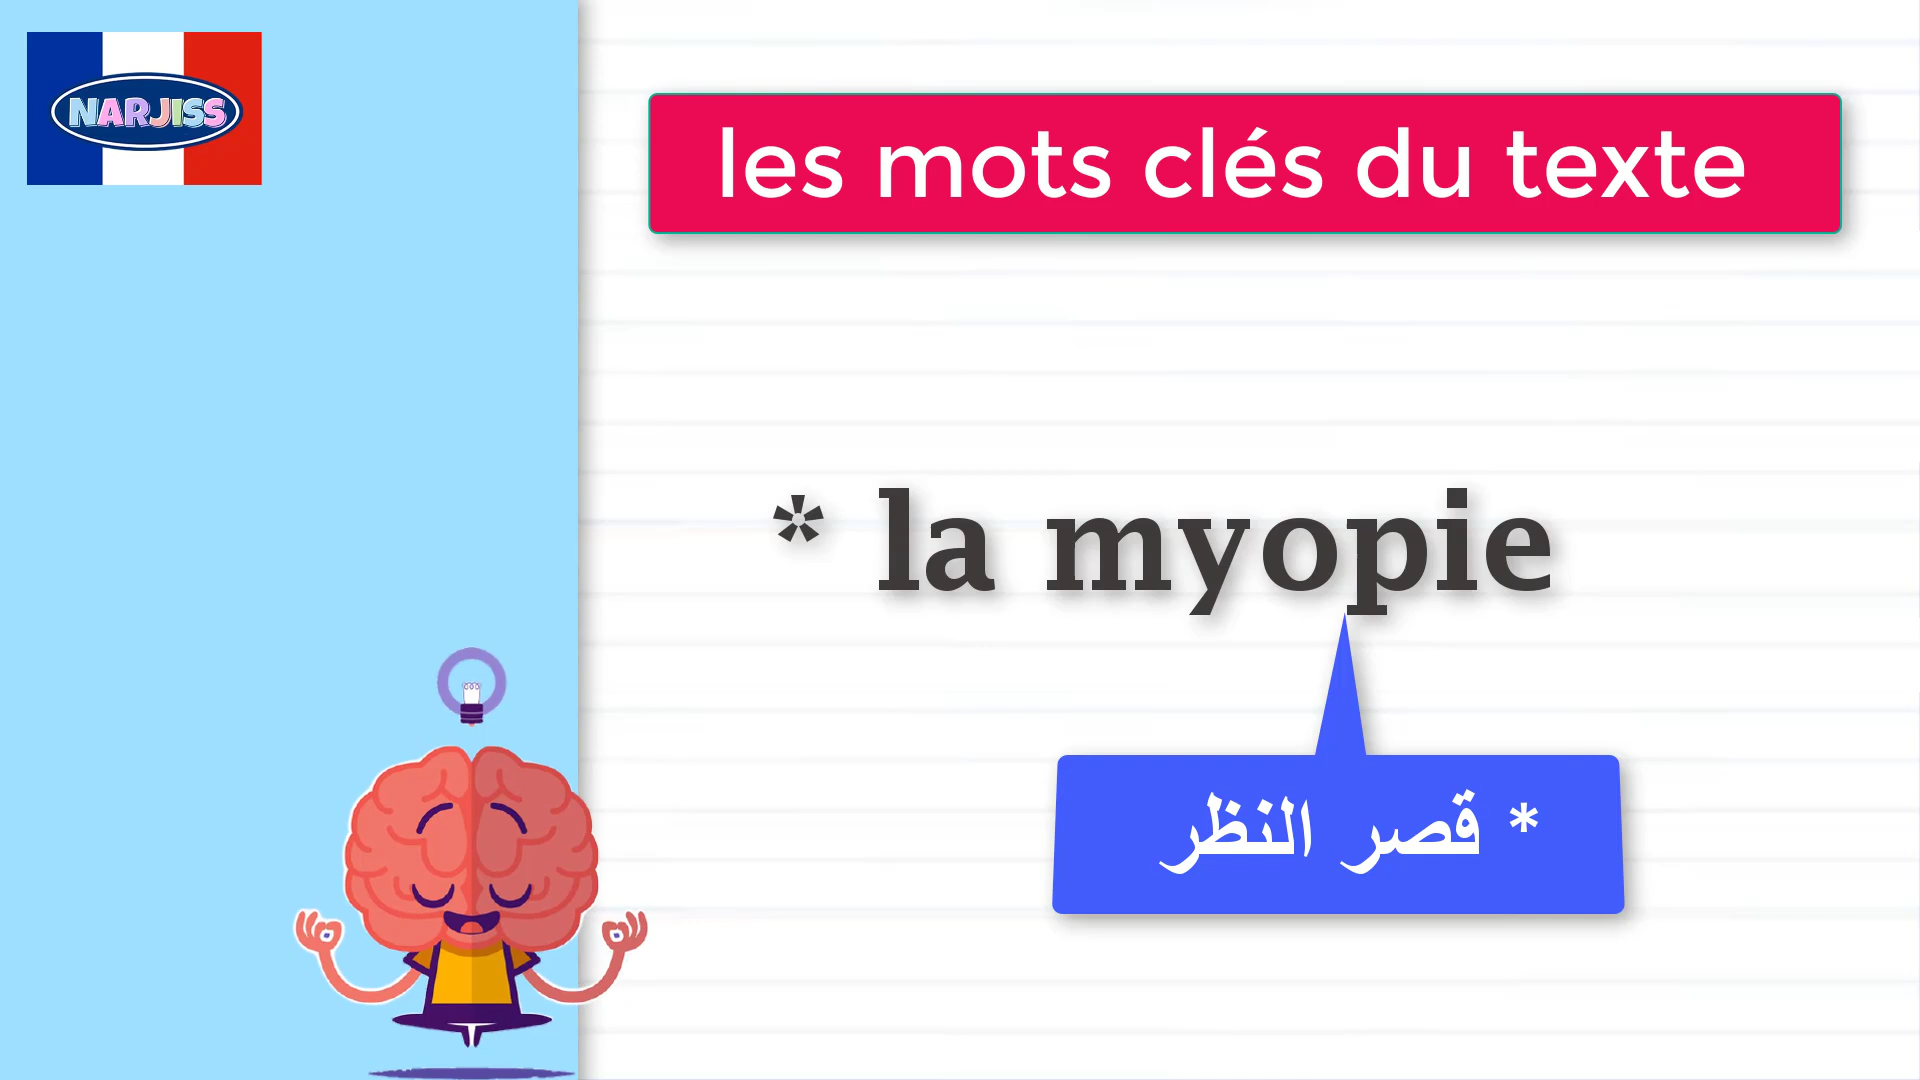 NARJISS
les mots clés du texte
* la myopie
* قصر النظر